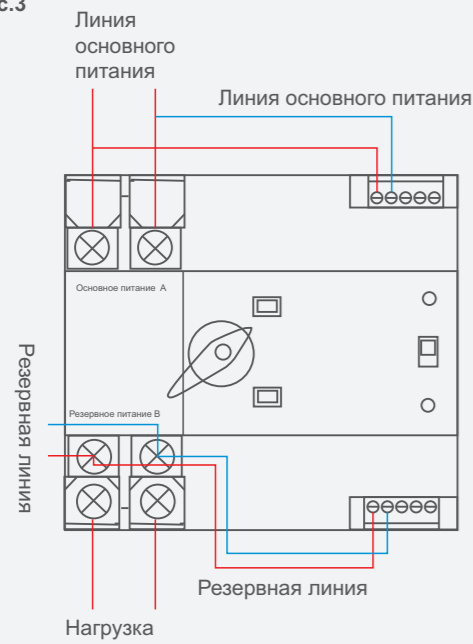 с.3
Линия
основного
питания
Линия основного питания
Основное питание А
Резервное питание В
Резервная линия
Резервная линия
Нагрузка